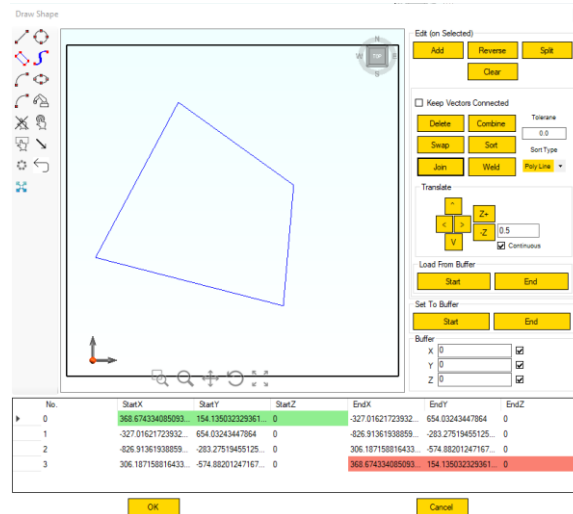 Draw Shape
Edit (on Selected)
Add Reverse Split
Clear
Keep Vectors Connected
Delete Combine Tolerane
0.0
Swap Sort Sort Type
Join Weld Poly Line
Translate
^ Z+
< > -Z 0.5
V Continuous
Load From Buffer
Start End
Set To Buffer
Start End
Buffer
X 0
Y 0
Z 0
N
W TOP
S
No. StartX StartY StartZ EndX EndY EndZ
0 368.674334085093... 154.135032329361... 0 -327.01621723932... 654.03243447864 0
1 -327.01621723932... 654.03243447864 0 -826.91361938859... -283.27519455125... 0
2 -826.91361938859... -283.27519455125... 0 306.187158816433... -574.88201247167... 0
3 306.187158816433... -574.88201247167... 0 368.674334085093... 154.135032329361... 0
OK Cancel